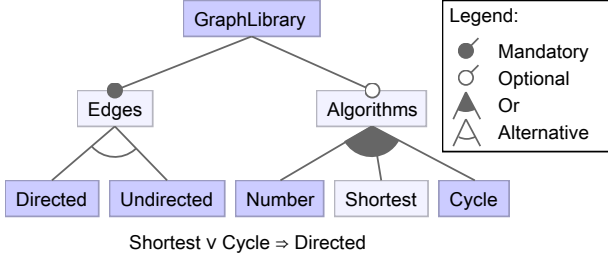 GraphLibrary
Legend:
Mandatory
Optional
Or
Alternative
Edges
Algorithms
Directed
Undirected
Number
Shortest
Cycle
Shortest ∨ Cycle ⇒ Directed